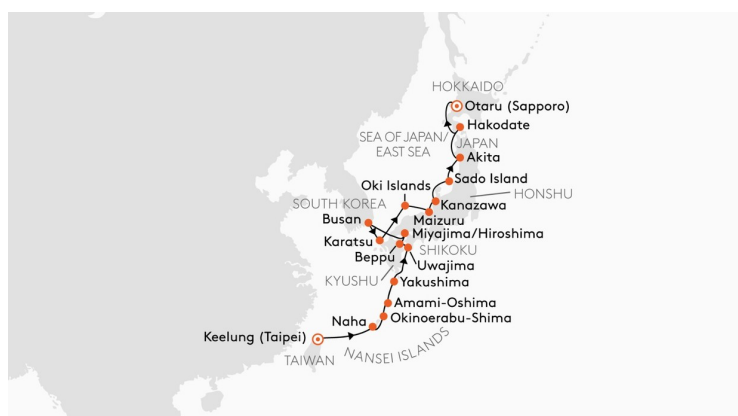 HOKKAIDO
Otaru (Sapporo)
Hakodate
SEA OF JAPAN/
EAST SEA
JAPAN
Akita
Sado Island
Oki Islands
HONSHU
SOUTH KOREA
Kanazawa
Busan
Maizuru
Miyajima/Hiroshima
Karatsu
SHIKOKU
Beppu
Uwajima
KYUSHU
Yakushima
Amami-Oshima
Naha
Okinoerabu-Shima
Keelung (Taipei)
TAIWAN
NANSEI ISLANDS